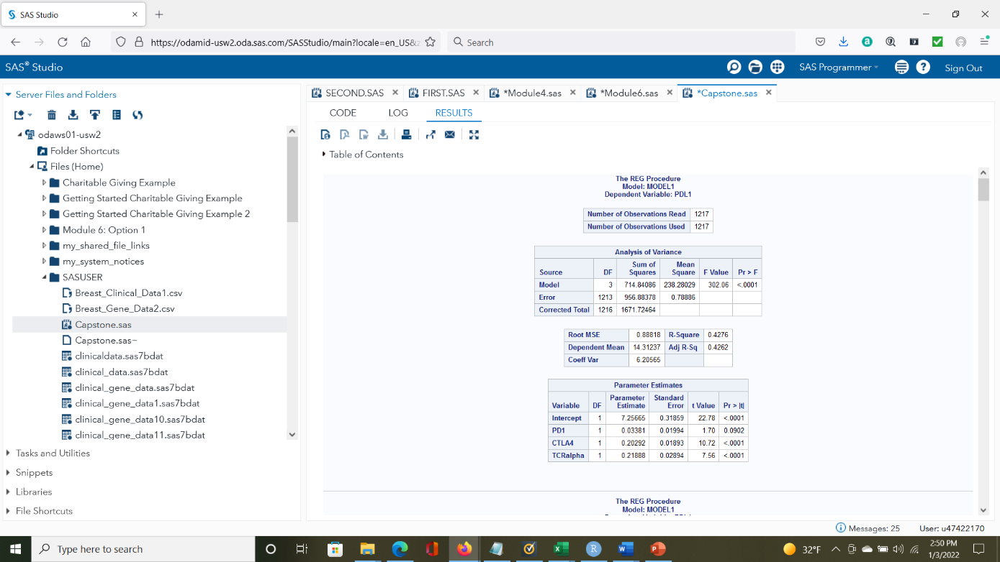 SAS Studio
https://odamid-usw2.oda.sas.com/SASStudio/main?locale=en_US&z
Search
SAS® Studio
SAS Programmer
Sign Out
Server Files and Folders
odaws01-usw2
Folder Shortcuts
Files (Home)
Charitable Giving Example
Getting Started Charitable Giving Example
Getting Started Charitable Giving Example 2
Module 6: Option 1
my_shared_file_links
my_system_notices
SASUSER
Breast_Clinical_Data1.csv
Breast_Gene_Data2.csv
Capstone.sas
Capstone.sas~
clinicaldata.sas7bdat
clinical_data.sas7bdat
clinical_gene_data.sas7bdat
clinical_gene_data1.sas7bdat
clinical_gene_data10.sas7bdat
clinical_gene_data11.sas7bdat
Tasks and Utilities
Snippets
Libraries
File Shortcuts
SECOND.SAS FIRST.SAS *Module4.sas *Module6.sas *Capstone.sas
CODE LOG RESULTS
Table of Contents
The REG Procedure
Model: MODEL1
Dependent Variable: PDL1
Number of Observations Read 1217
Number of Observations Used 1217
Analysis of Variance
Source DF Sum of Squares Mean Square F Value Pr > F
Model 3 714.84086 238.28029 302.06 <.0001
Error 1213 956.88378 0.78886
Corrected Total 1216 1671.72464
Root MSE 0.88818 R-Square 0.4276
Dependent Mean 14.31237 Adj R-Sq 0.4262
Coeff Var 6.20565
Parameter Estimates
Variable DF Parameter Estimate Standard Error t Value Pr > |t|
Intercept 1 7.25665 0.31859 22.78 <.0001
PD1 1 0.03381 0.01994 1.70 0.0902
CTLA4 1 0.20292 0.01893 10.72 <.0001
TCRalpha 1 0.21888 0.02894 7.56 <.0001
The REG Procedure
Model: MODEL1
Messages: 25 User: u47422170
Type here to search
32°F
2:50 PM
1/3/2022